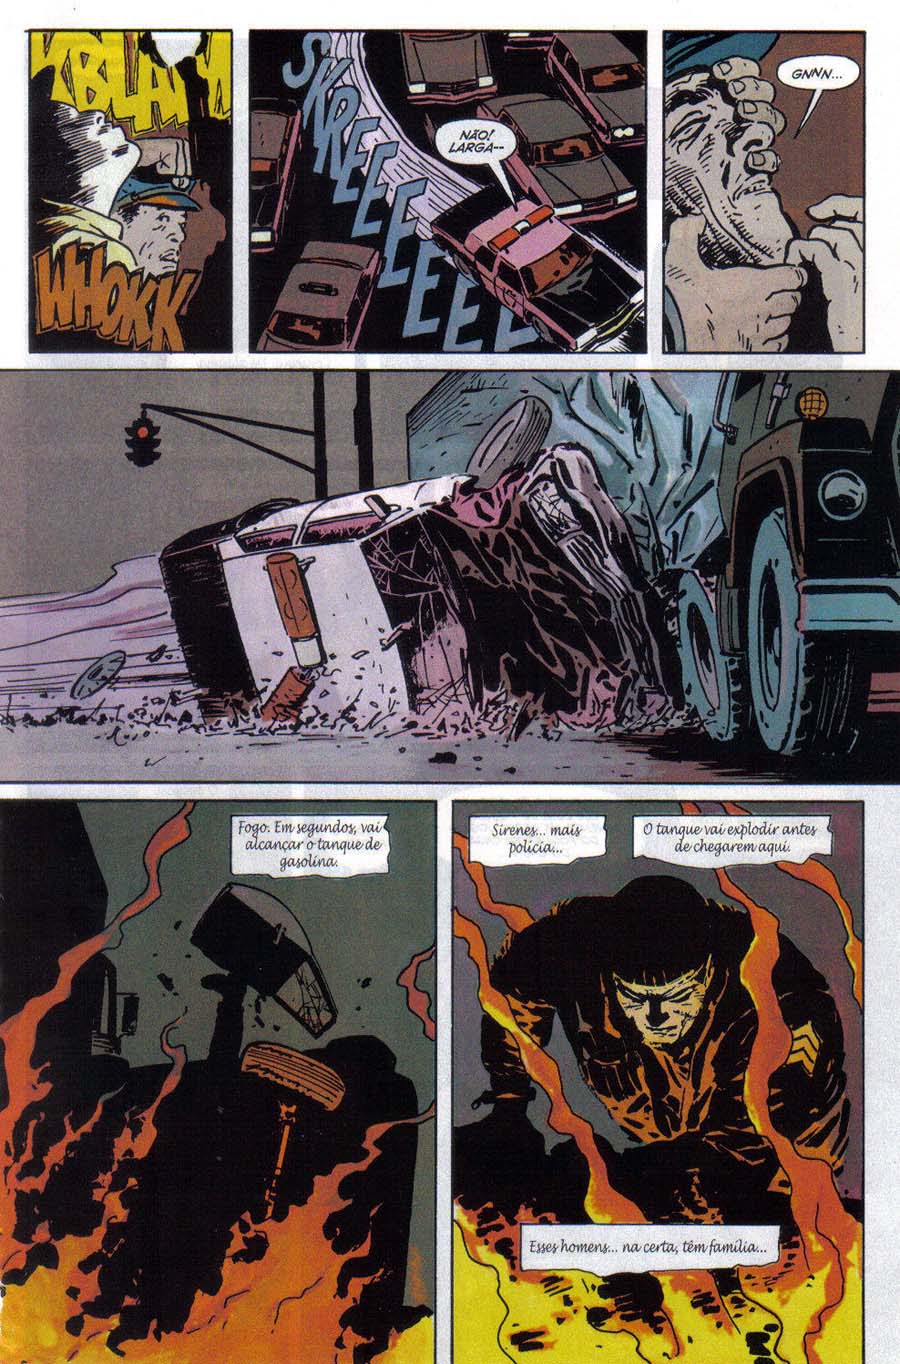 KBLAMM
WHOKK
SKREEEEEEE
NÃO!
LARGA--
GNNN...
Fogo. Em segundos, vai
alcançar o tanque de
gasolina.
Sirenes... mais
polícia...
O tanque vai explodir antes
de chegarem aqui.
Esses homens... na certa, têm família...